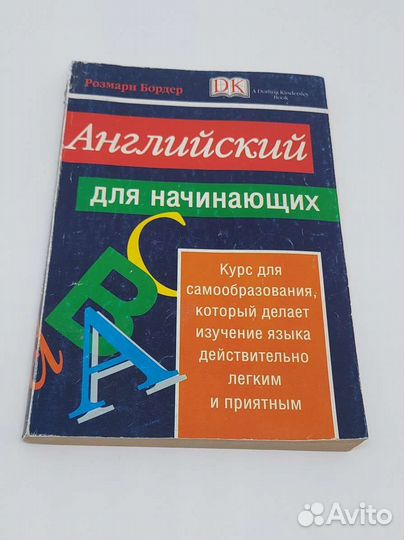 Розмари Бордер
DK
A Dorling Kindersley
Book
Английский
для начинающих
ABC
Я
Курс для
самообразования,
который делает
изучение языка
действительно
легким
и приятным
Avito